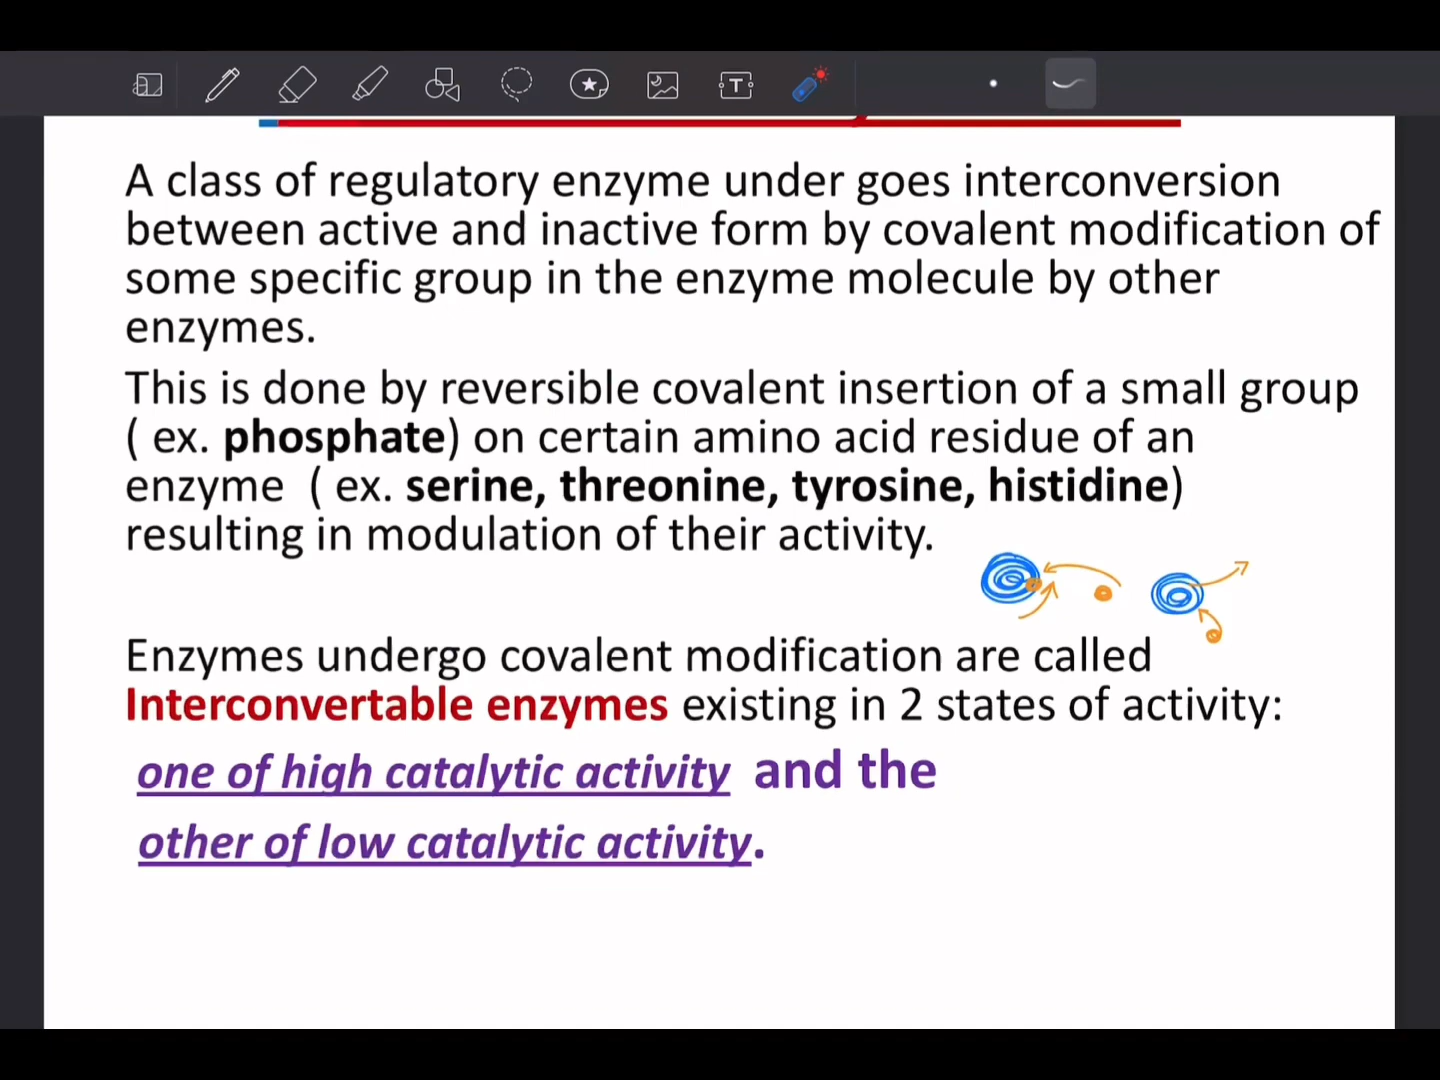 A class of regulatory enzyme under goes interconversion
between active and inactive form by covalent modification of
some specific group in the enzyme molecule by other
enzymes.
This is done by reversible covalent insertion of a small group
( ex. phosphate) on certain amino acid residue of an
enzyme ( ex. serine, threonine, tyrosine, histidine)
resulting in modulation of their activity.
Enzymes undergo covalent modification are called
Interconvertable enzymes existing in 2 states of activity:
one of high catalytic activity and the
other of low catalytic activity.